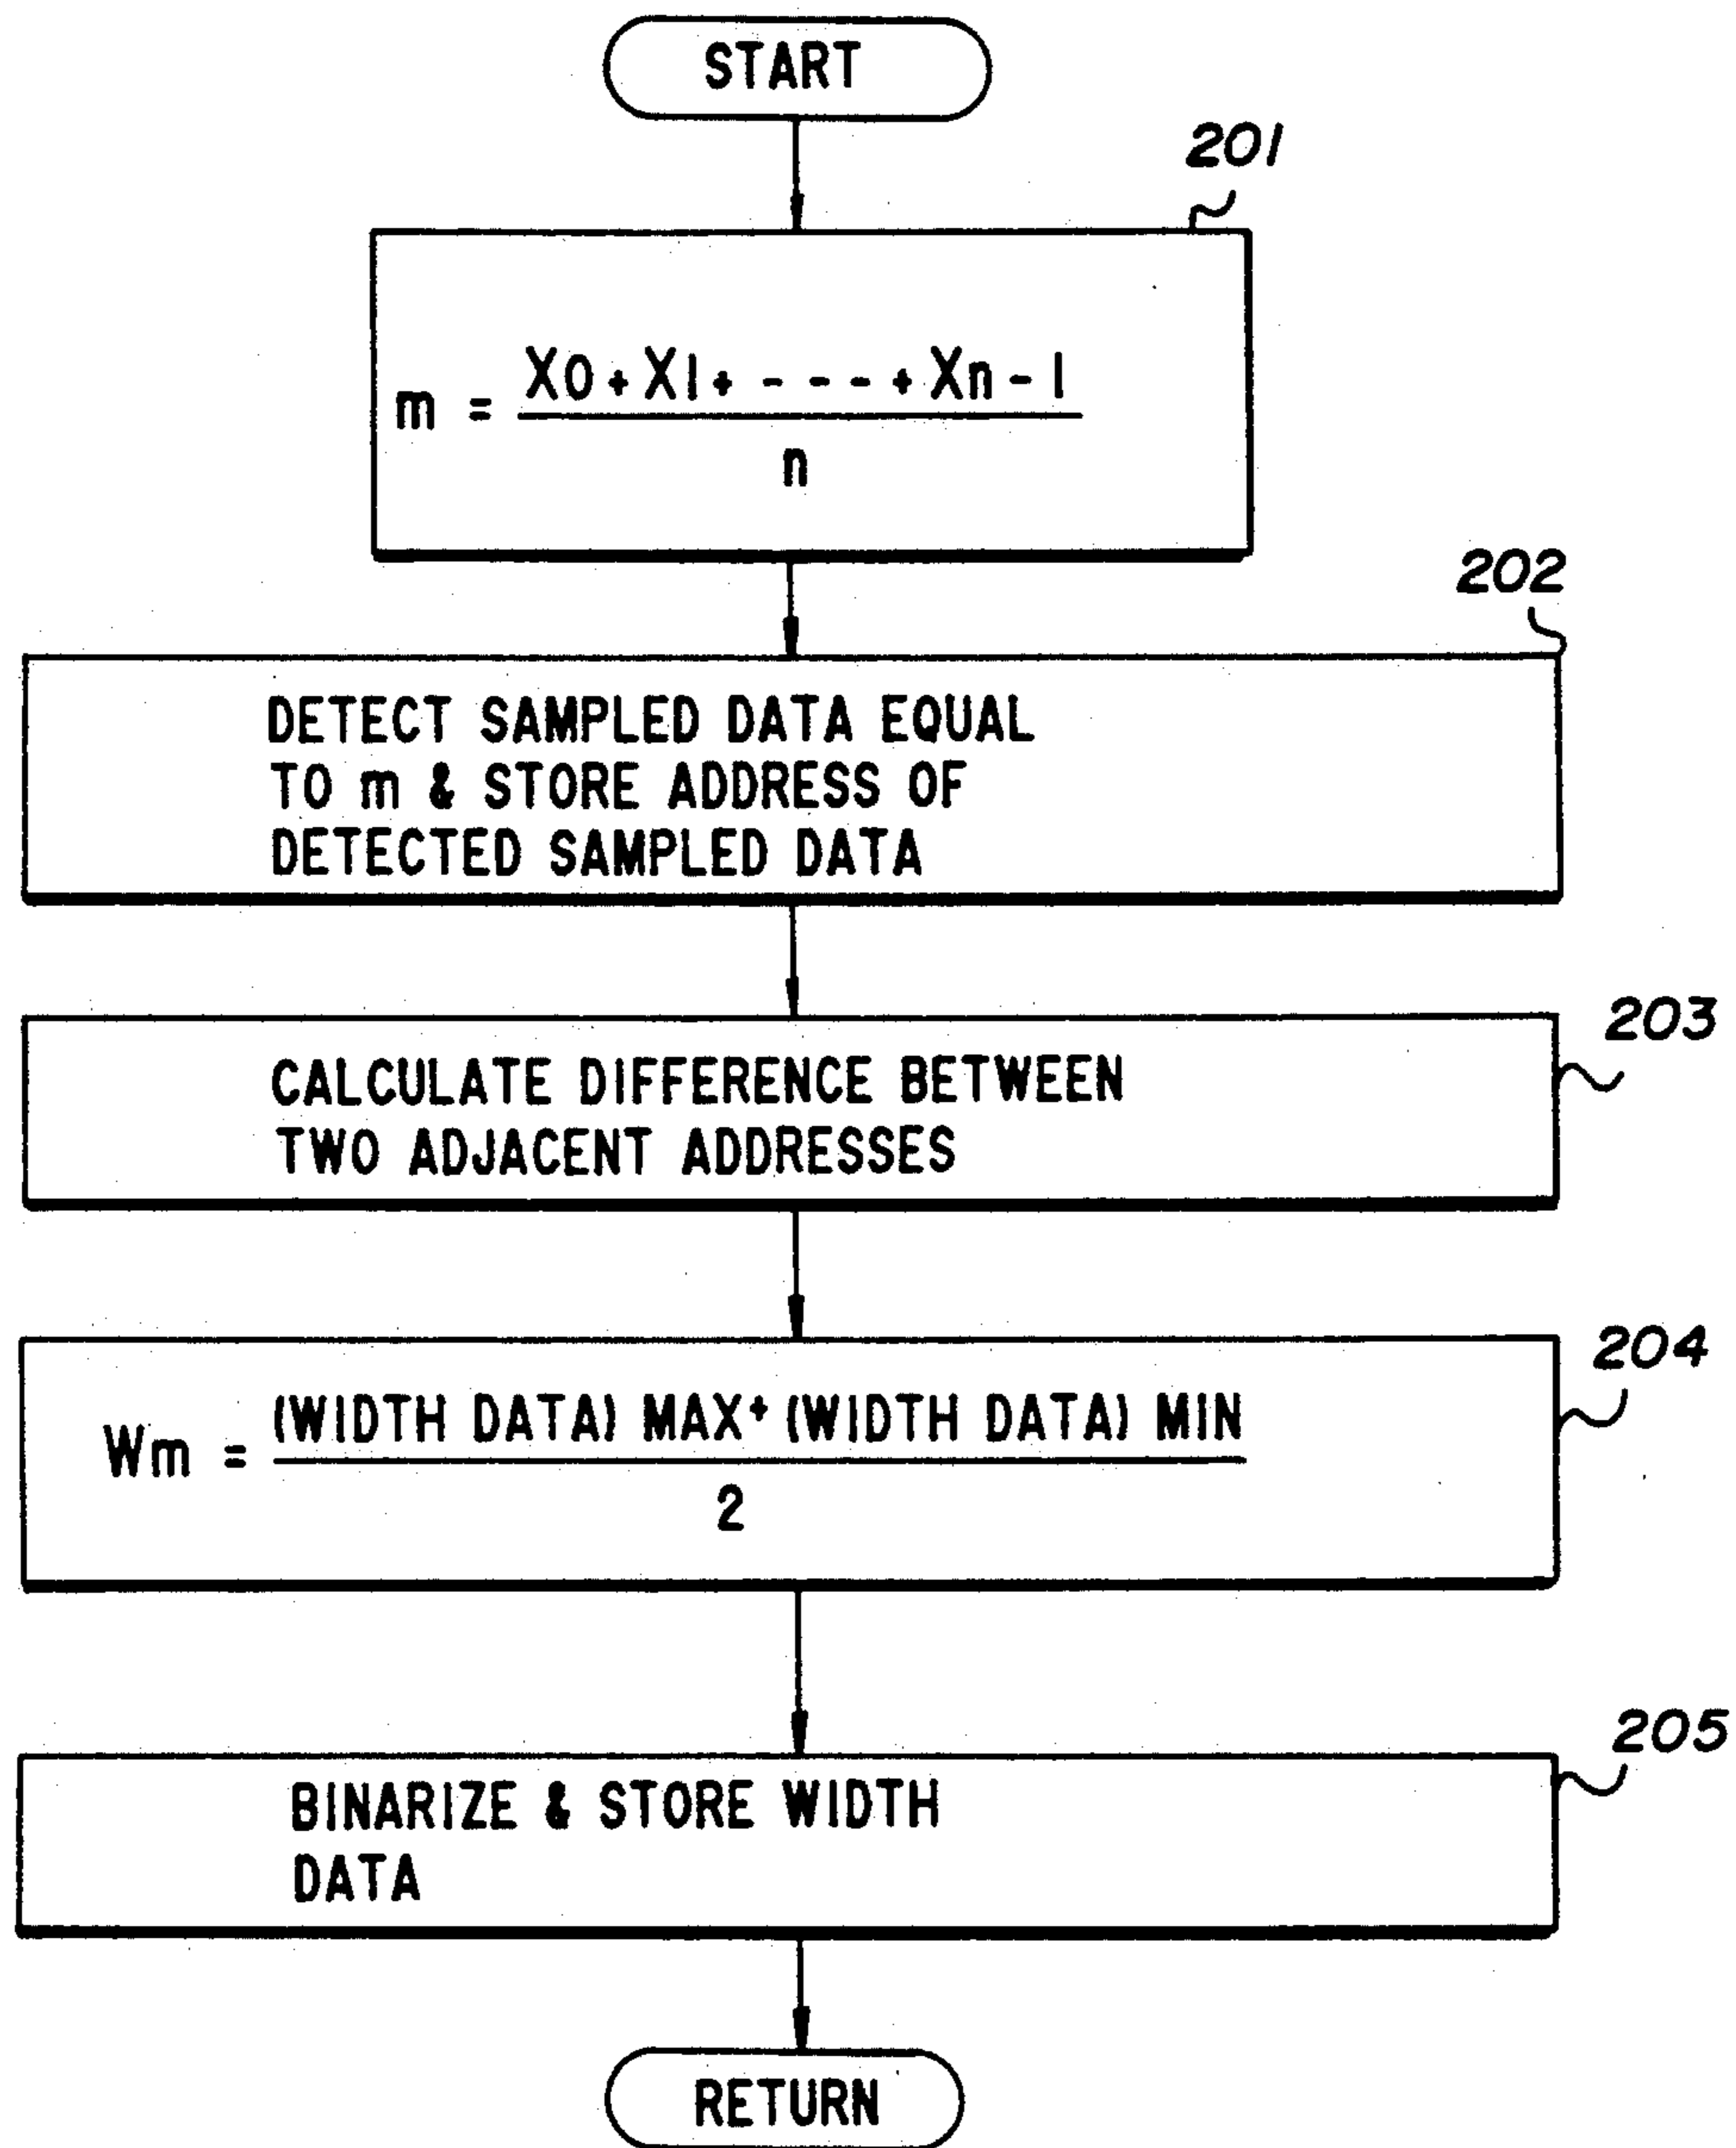 START
201
m = X0 + X1 + - - - + Xn - 1
n
202
DETECT SAMPLED DATA EQUAL
TO m & STORE ADDRESS OF
DETECTED SAMPLED DATA
203
CALCULATE DIFFERENCE BETWEEN
TWO ADJACENT ADDRESSES
204
Wm = (WIDTH DATA) MAX + (WIDTH DATA) MIN
2
205
BINARIZE & STORE WIDTH
DATA
RETURN